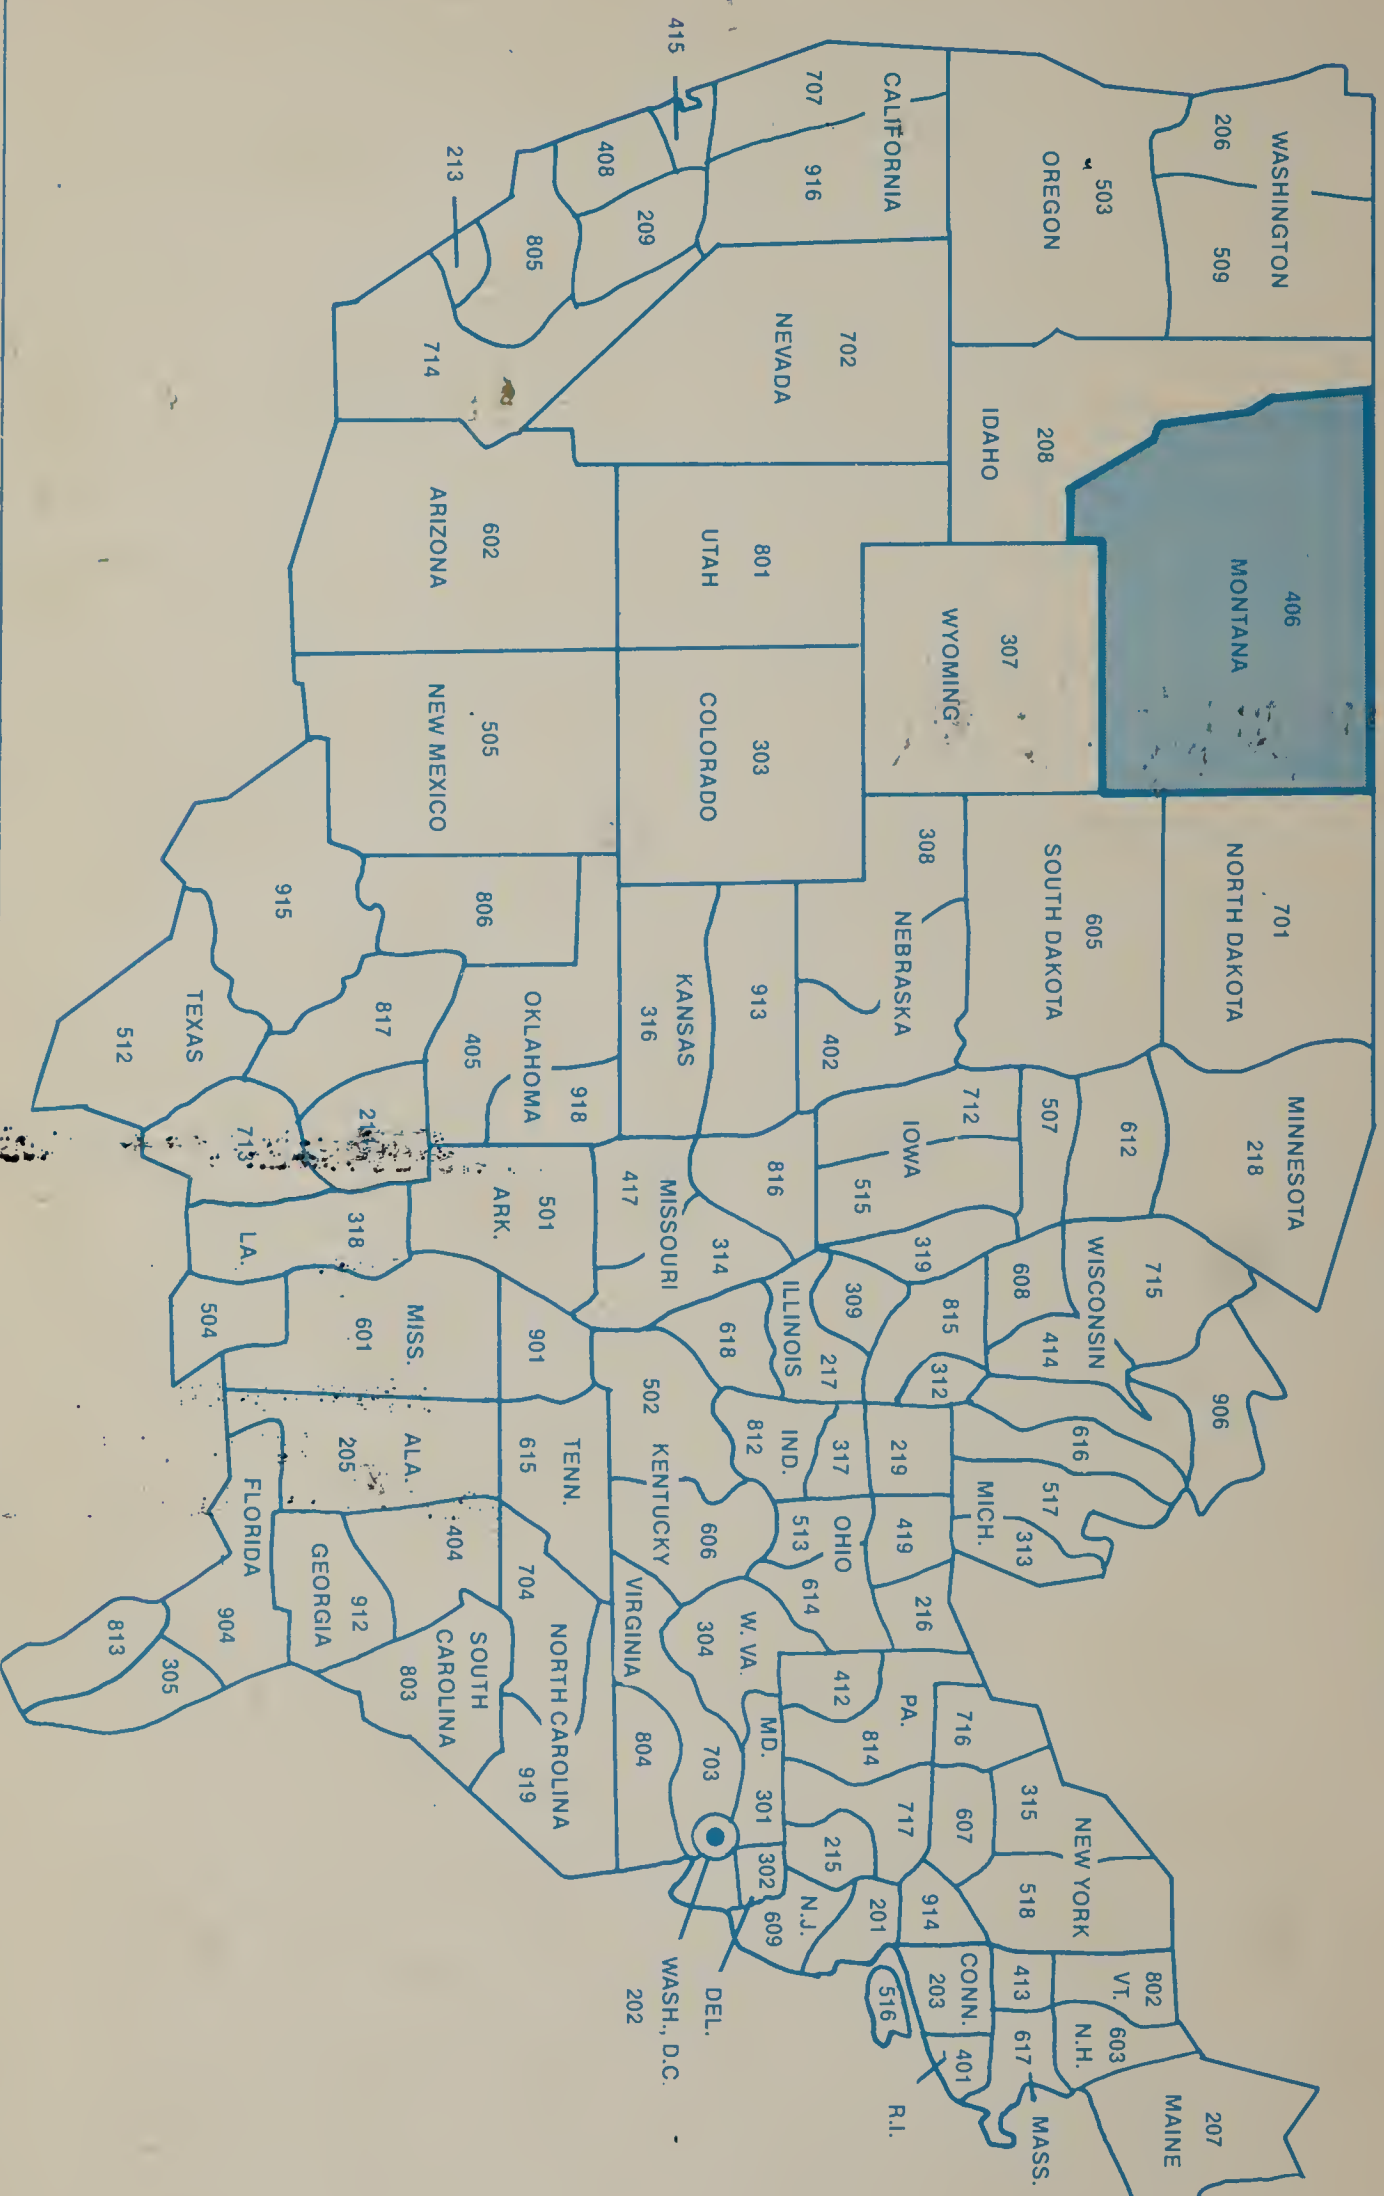 WASHINGTON
206
509
503
OREGON
CALIFORNIA
707
916
415
408
209
213
805
714
702
NEVADA
208
IDAHO
406
MONTANA
307
WYOMING
801
UTAH
602
ARIZONA
303
COLORADO
505
NEW MEXICO
701
NORTH DAKOTA
605
SOUTH DAKOTA
308
NEBRASKA
402
913
KANSAS
316
OKLAHOMA
918
405
806
915
817
TEXAS
512
713
MINNESOTA
218
612
507
712
IOWA
515
319
816
MISSOURI
417
314
501
ARK.
318
LA.
504
715
WISCONSIN
608
414
906
815
312
309
ILLINOIS
217
618
616
517
MICH.
313
219
317
IND.
812
419
216
OHIO
513
614
502
KENTUCKY
606
901
TENN.
615
MISS.
601
ALA.
205
404
GEORGIA
912
FLORIDA
904
305
813
SOUTH
CAROLINA
803
704
NORTH CAROLINA
919
VIRGINIA
804
703
W. VA.
304
MD.
301
302
PA.
412
814
717
215
716
315
607
NEW YORK
518
914
N.J.
201
609
516
802
VT.
603
N.H.
413
617
MASS.
CONN.
203
401
R.I.
207
MAINE
DEL.
WASH., D.C.
202